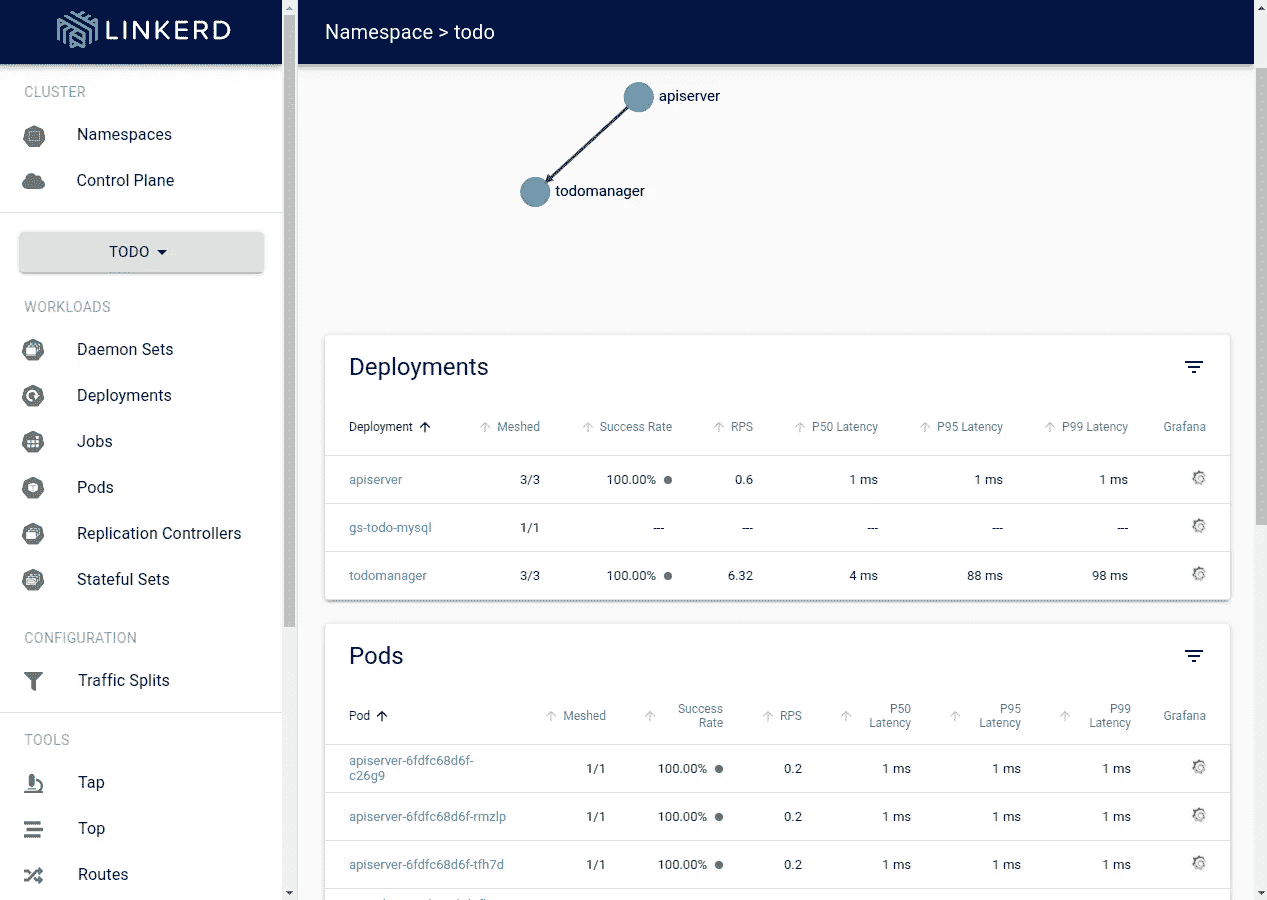 LINKERD
Namespace > todo
CLUSTER
Namespaces
Control Plane
TODO
WORKLOADS
Daemon Sets
Deployments
Jobs
Pods
Replication Controllers
Stateful Sets
CONFIGURATION
Traffic Splits
TOOLS
Tap
Top
Routes
apiserver
todomanager
Deployments
Deployment Meshed Success Rate RPS P50 Latency P95 Latency P99 Latency Grafana
apiserver 3/3 100.00% 0.6 1 ms 1 ms 1 ms
gs-todo-mysql 1/1 --- --- --- --- ---
todomanager 3/3 100.00% 6.32 4 ms 88 ms 98 ms
Pods
Pod Meshed Success Rate RPS P50 Latency P95 Latency P99 Latency Grafana
apiserver-6fdfc68d6f-
c26g9 1/1 100.00% 0.2 1 ms 1 ms 1 ms
apiserver-6fdfc68d6f-rmzlp 1/1 100.00% 0.2 1 ms 1 ms 1 ms
apiserver-6fdfc68d6f-tfh7d 1/1 100.00% 0.2 1 ms 1 ms 1 ms